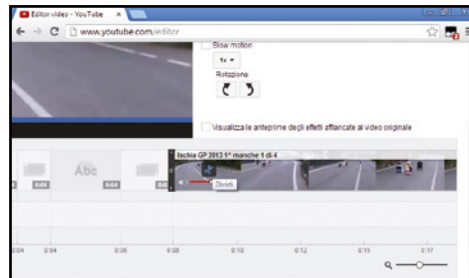 Editor video - YouTube
www.youtube.com/editor
Slow motion
1x
Rotazione
Visualizza le anteprime degli effetti affiancate al video originale
Ischia GP 2013 1ª manche 1 di 4
Abc
Dividi
0:04 0:06 0:08 0:10 0:12 0:15 0:17